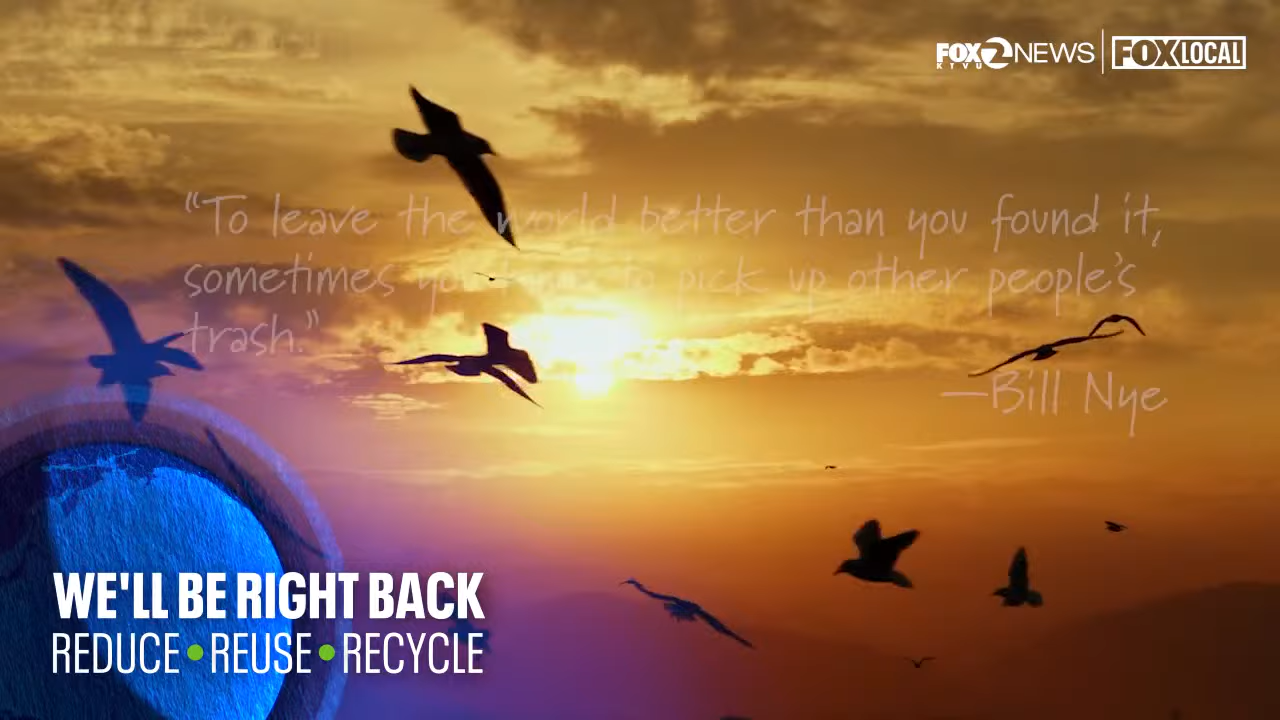 FOX 2 NEWS | FOX LOCAL
KTVU
“To leave the world better than you found it,
sometimes you have to pick up other people’s
trash.”
—Bill Nye
WE'LL BE RIGHT BACK
REDUCE • REUSE • RECYCLE